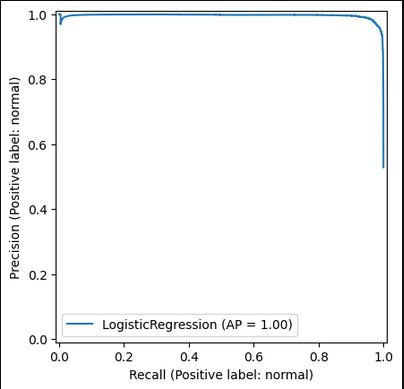 1.0
0.8
0.6
0.4
0.2
0.0
Precision (Positive label: normal)
LogisticRegression (AP = 1.00)
0.0 0.2 0.4 0.6 0.8 1.0
Recall (Positive label: normal)